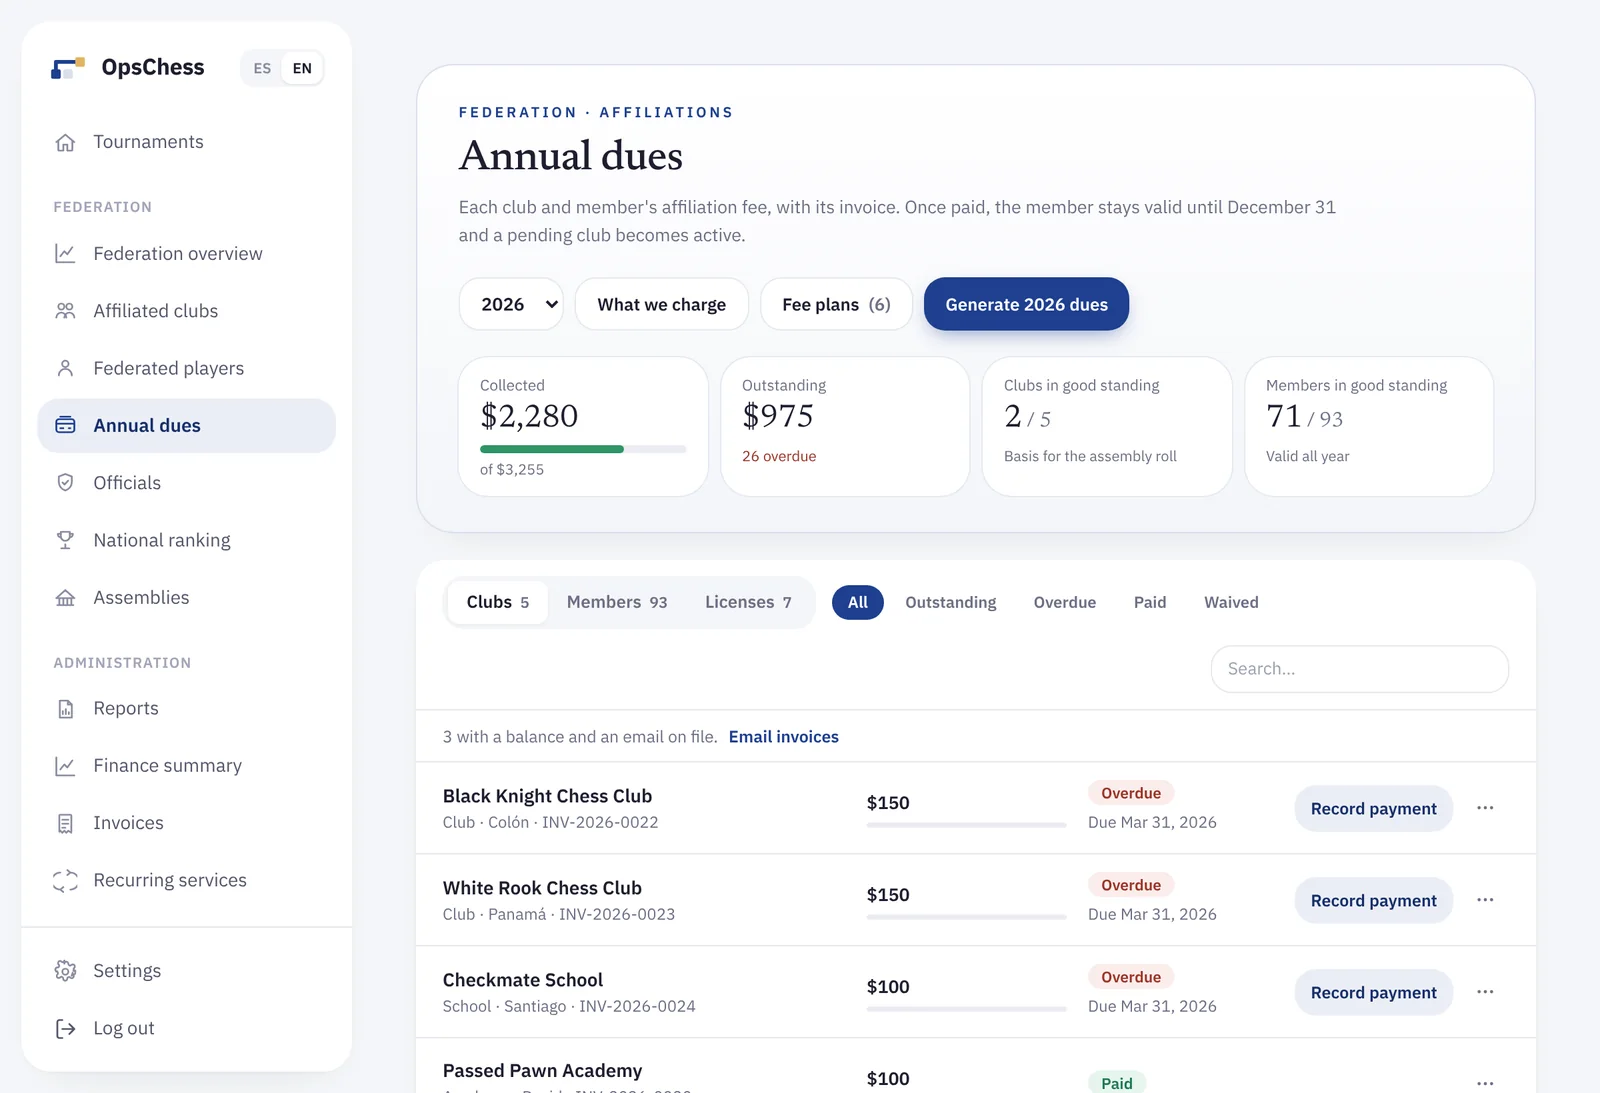 OpsChess
ES EN
Tournaments
FEDERATION
Federation overview
Affiliated clubs
Federated players
Annual dues
Officials
National ranking
Assemblies
ADMINISTRATION
Reports
Finance summary
Invoices
Recurring services
Settings
Log out
FEDERATION · AFFILIATIONS
Annual dues
Each club and member's affiliation fee, with its invoice. Once paid, the member stays valid until December 31
and a pending club becomes active.
2026 What we charge Fee plans (6) Generate 2026 dues
Collected
$2,280
of $3,255
Outstanding
$975
26 overdue
Clubs in good standing
2 / 5
Basis for the assembly roll
Members in good standing
71 / 93
Valid all year
Clubs 5 Members 93 Licenses 7 All Outstanding Overdue Paid Waived
Search...
3 with a balance and an email on file. Email invoices
Black Knight Chess Club
Club · Colón · INV-2026-0022
$150
Overdue
Due Mar 31, 2026
Record payment
White Rook Chess Club
Club · Panamá · INV-2026-0023
$150
Overdue
Due Mar 31, 2026
Record payment
Checkmate School
School · Santiago · INV-2026-0024
$100
Overdue
Due Mar 31, 2026
Record payment
Passed Pawn Academy
$100
Paid